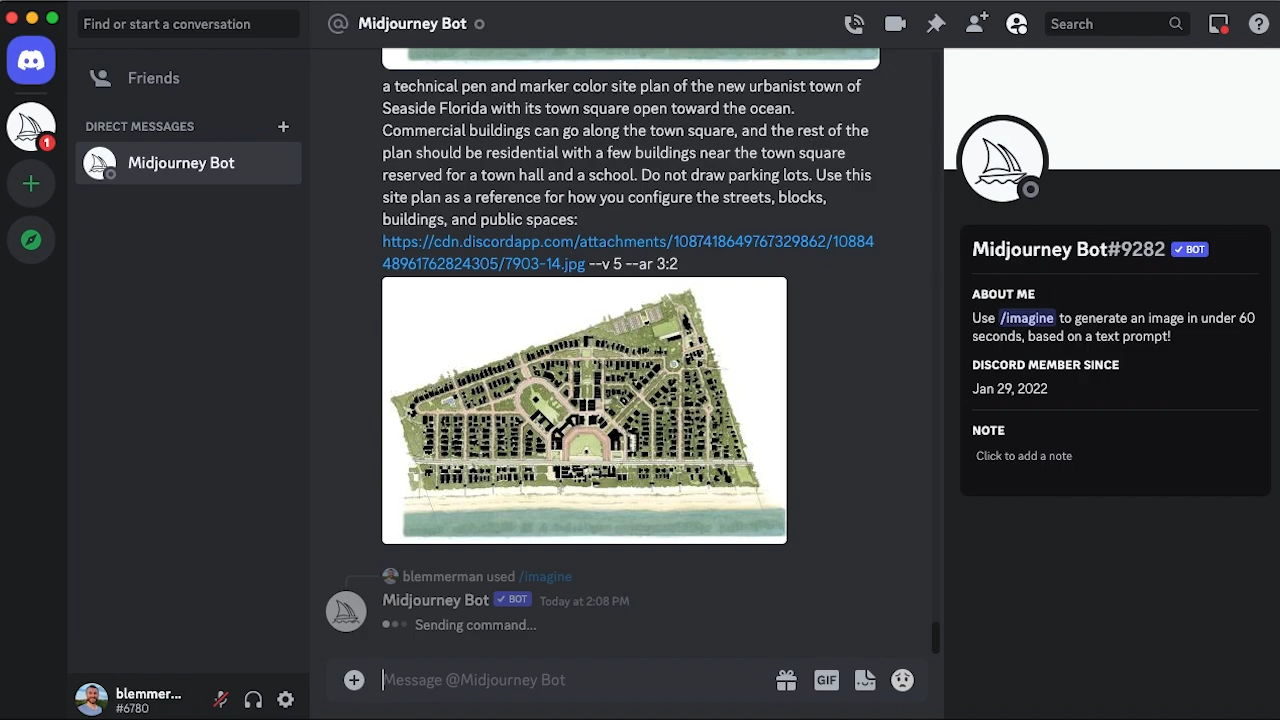 Find or start a conversation
Friends
DIRECT MESSAGES
Midjourney Bot
1
blemmer...
#6780
Midjourney Bot
Search
a technical pen and marker color site plan of the new urbanist town of
Seaside Florida with its town square open toward the ocean.
Commercial buildings can go along the town square, and the rest of the
plan should be residential with a few buildings near the town square
reserved for a town hall and a school. Do not draw parking lots. Use this
site plan as a reference for how you configure the streets, blocks,
buildings, and public spaces:
https://cdn.discordapp.com/attachments/1087418649767329862/10884
48961762824305/7903-14.jpg --v 5 --ar 3:2
blemmerman used /imagine
Midjourney Bot BOT Today at 2:08 PM
Sending command...
Message @Midjourney Bot
GIF
Midjourney Bot#9282 BOT
ABOUT ME
Use /imagine to generate an image in under 60
seconds, based on a text prompt!
DISCORD MEMBER SINCE
Jan 29, 2022
NOTE
Click to add a note